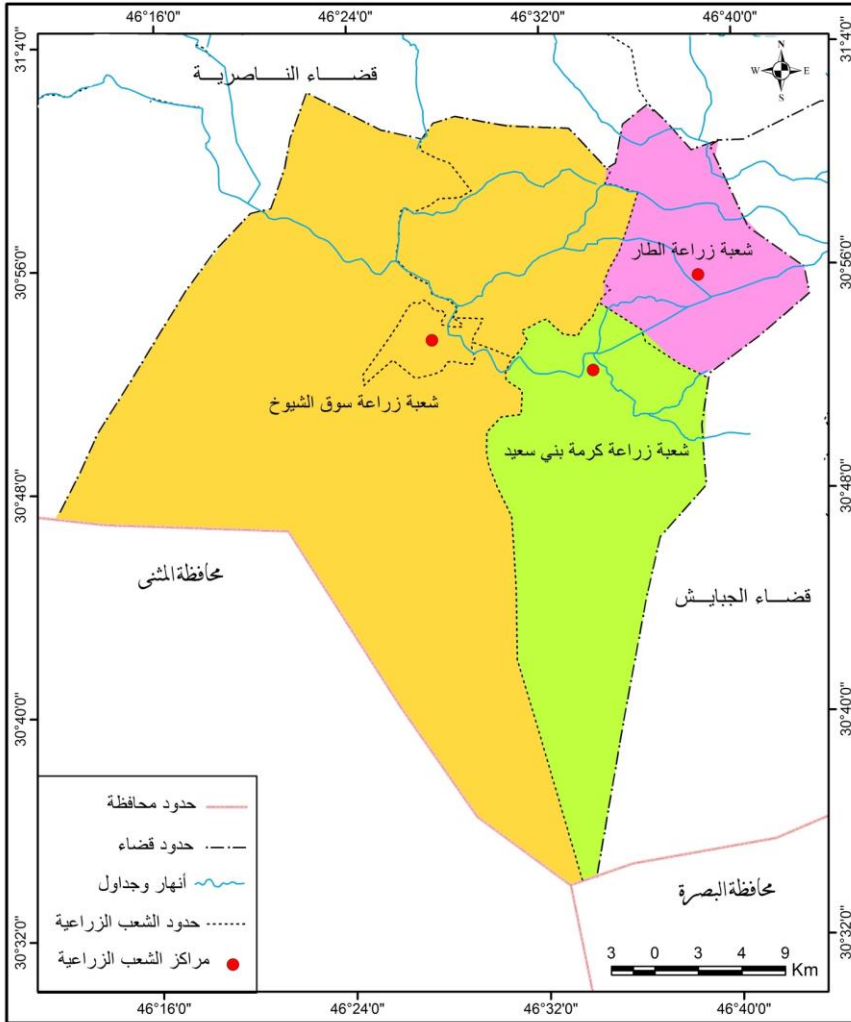 46°16'0"
46°24'0"
46°32'0"
46°40'0"
31°4'0"
31°4'0"
N
W
E
S
قضـــاء النــاصريــة
30°56'0"
30°56'0"
شعبة زراعة الطار
شعبة زراعة سوق الشيوخ
شعبة زراعة كرمة بني سعيد
30°48'0"
30°48'0"
محافظة المثنى
قضـــاء الجبايــش
30°40'0"
30°40'0"
حدود محافظة
حدود قضاء
أنهار وجداول
حدود الشعب الزراعية
مراكز الشعب الزراعية
محافظة البصرة
30°32'0"
30°32'0"
3 0 3 4 9
Km
46°16'0"
46°24'0"
46°32'0"
46°40'0"